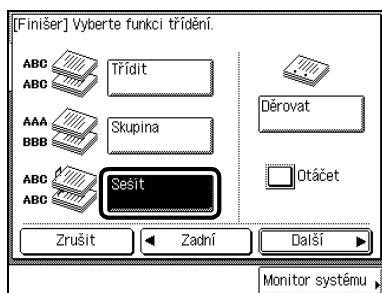 [Finišer] Vyberte funkci třídění.
ABC
ABC
Třídit
AAA
BBB
Skupina
ABC
ABC
Sešít
Děrovat
Otáčet
Zrušit
◄ Zadní
Další ►
Monitor systému